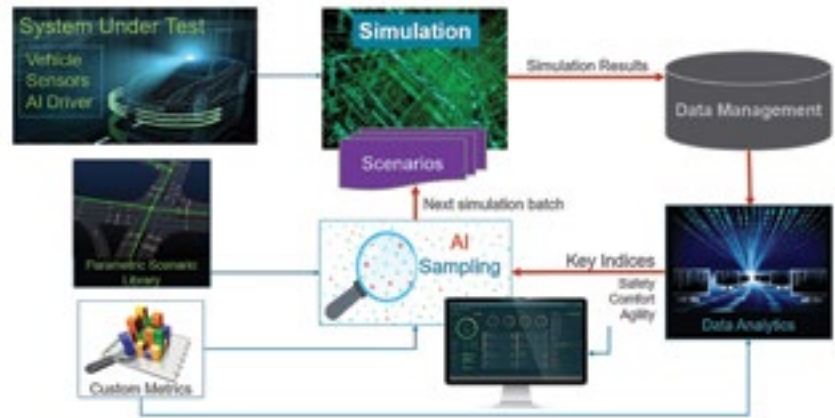 System Under Test
Vehicle
Sensors
AI Driver
Simulation
Simulation Results
Data Management
Scenarios
Next simulation batch
Parametric Scenario
Library
AI
Sampling
Key Indices
Safety
Comfort
Agility
Data Analytics
Custom Metrics